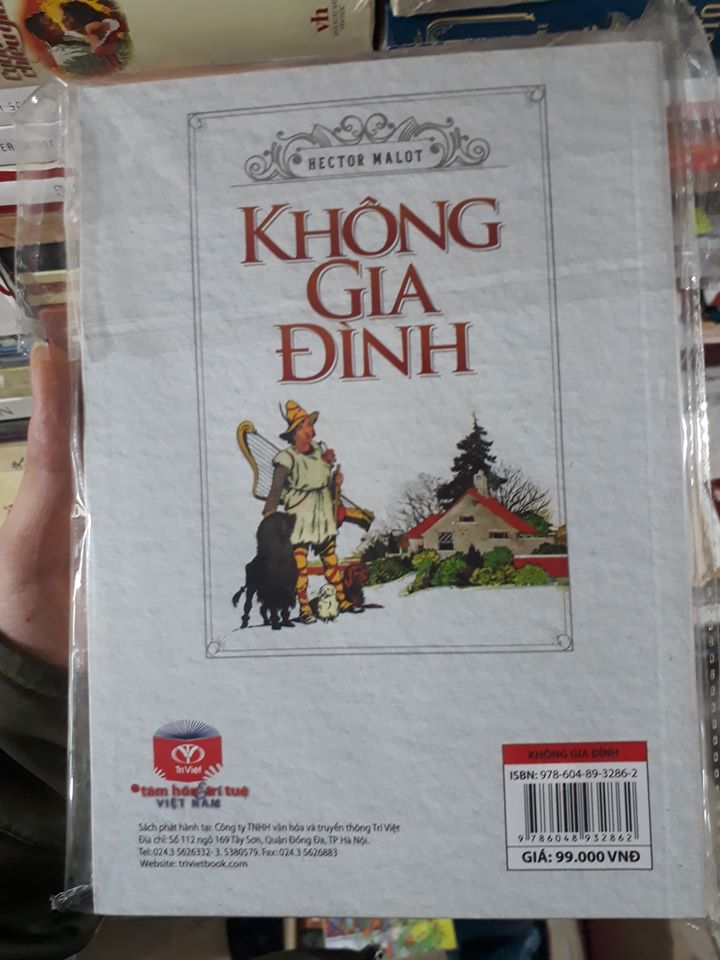 vh
HECTOR MALOT
KHÔNG
GIA
ĐÌNH
TriViet
tâm hồn & trí tuệ
VIỆT NAM
Sách phát hành tại: Công ty TNHH văn hóa và truyền thông Trí Việt
Địa chỉ: Số 112 ngõ 169 Tây Sơn, Quận Đống Đa, TP Hà Nội.
Tel:024.3 5626332- 3. 5380579. Fax: 024.3 5626883
Website: trivietbook.com
KHÔNG GIA ĐÌNH
ISBN: 978-604-89-3286-2
9 786048 932862
GIÁ: 99.000 VNĐ